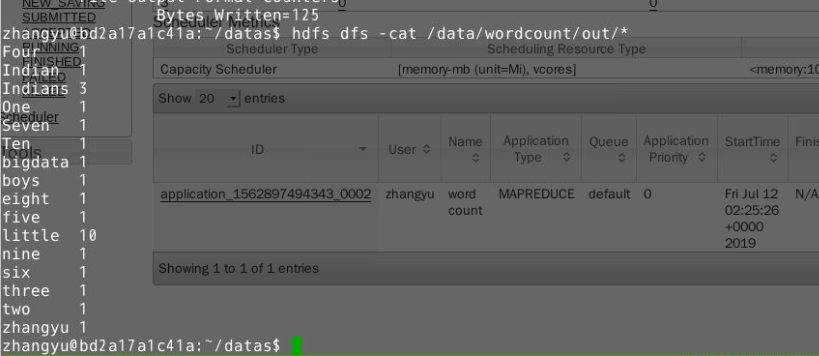 NEW_SAVING
SUBMITTED
Bytes Written=125
Scheduler Metrics
zhangyu@bd2a17a1c41a:~/datas$ hdfs dfs -cat /data/wordcount/out/*
RUNNING
FINISHED
FAILED
Scheduler Type
Scheduling Resource Type
Capacity Scheduler
[memory-mb (unit=Mi), vcores]
<memory:10
Show 20 entries
Scheduler
Tools
ID
User
Name
Application Type
Queue
Application Priority
StartTime
Finis
application_1562897494343_0002
zhangyu
word count
MAPREDUCE
default
0
Fri Jul 12
02:25:26
+0000
2019
N/A
Showing 1 to 1 of 1 entries
Four 1
Indian 1
Indians 3
One 1
Seven 1
Ten 1
bigdata 1
boys 1
eight 1
five 1
little 10
nine 1
six 1
three 1
two 1
zhangyu 1
zhangyu@bd2a17a1c41a:~/datas$